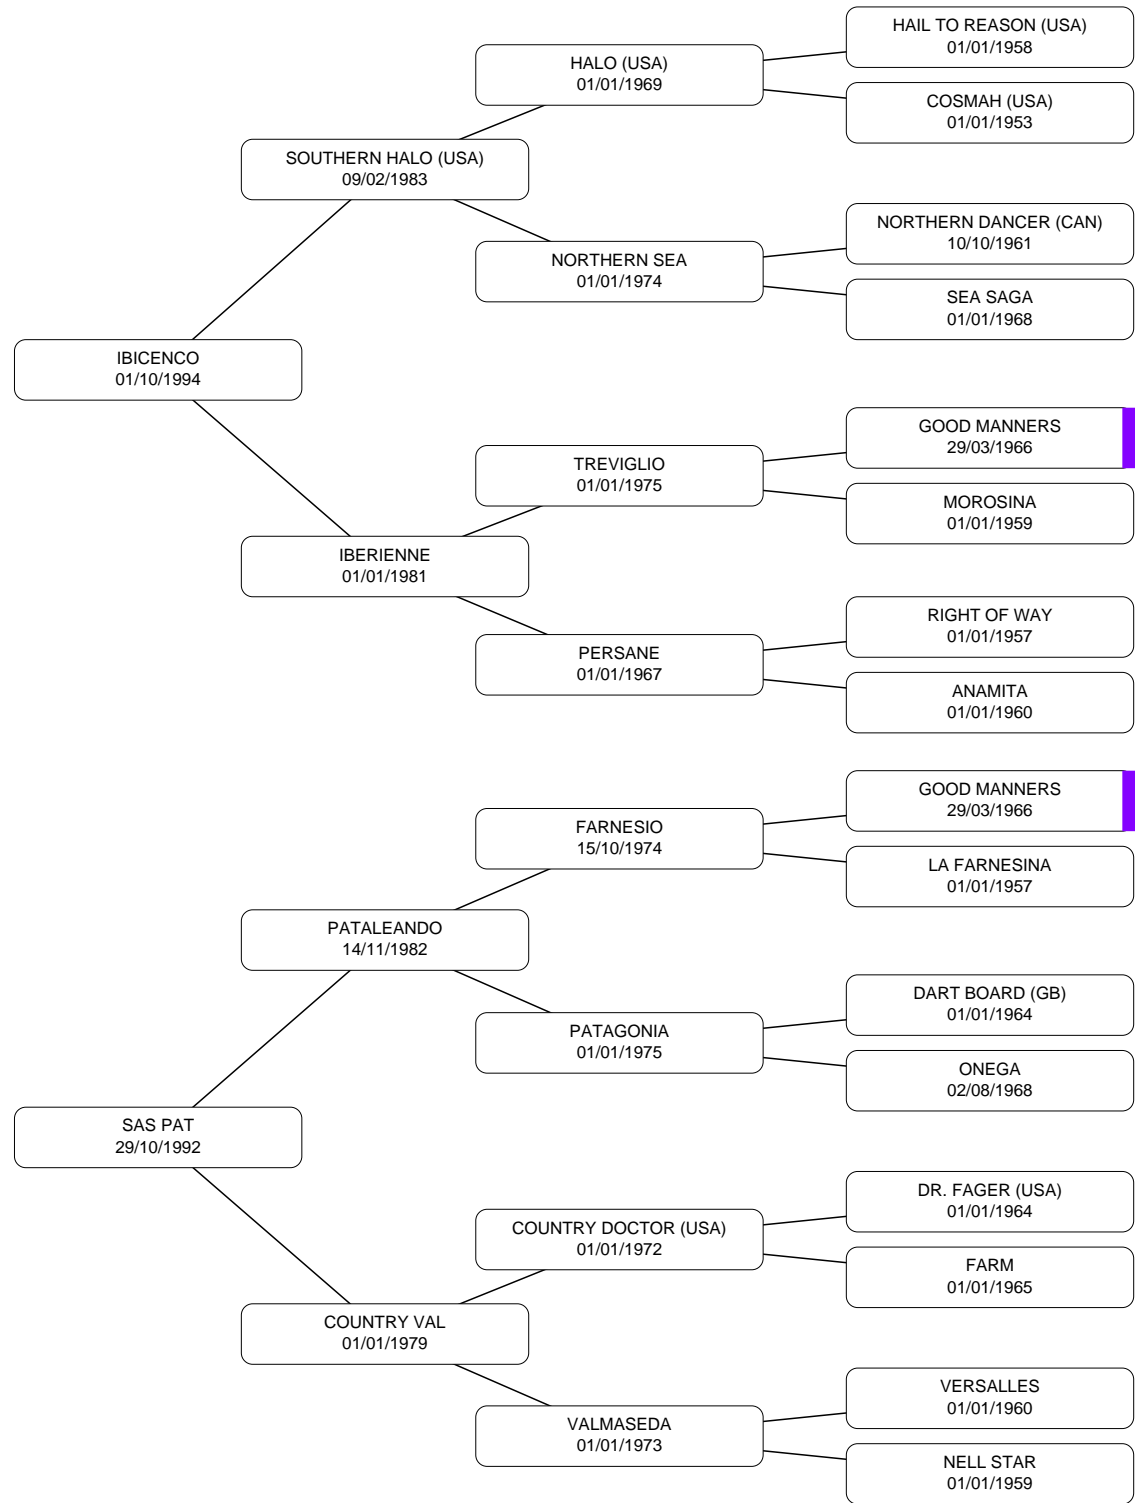 HAIL TO REASON (USA)
01/01/1958
HALO (USA)
01/01/1969
COSMAH (USA)
01/01/1953
SOUTHERN HALO (USA)
09/02/1983
NORTHERN DANCER (CAN)
10/10/1961
NORTHERN SEA
01/01/1974
SEA SAGA
01/01/1968
IBICENCO
01/10/1994
GOOD MANNERS
29/03/1966
TREVIGLIO
01/01/1975
MOROSINA
01/01/1959
IBERIENNE
01/01/1981
RIGHT OF WAY
01/01/1957
PERSANE
01/01/1967
ANAMITA
01/01/1960
GOOD MANNERS
29/03/1966
FARNESIO
15/10/1974
LA FARNESINA
01/01/1957
PATALEANDO
14/11/1982
DART BOARD (GB)
01/01/1964
PATAGONIA
01/01/1975
ONEGA
02/08/1968
SAS PAT
29/10/1992
DR. FAGER (USA)
01/01/1964
COUNTRY DOCTOR (USA)
01/01/1972
FARM
01/01/1965
COUNTRY VAL
01/01/1979
VERSALLES
01/01/1960
VALMASEDA
01/01/1973
NELL STAR
01/01/1959